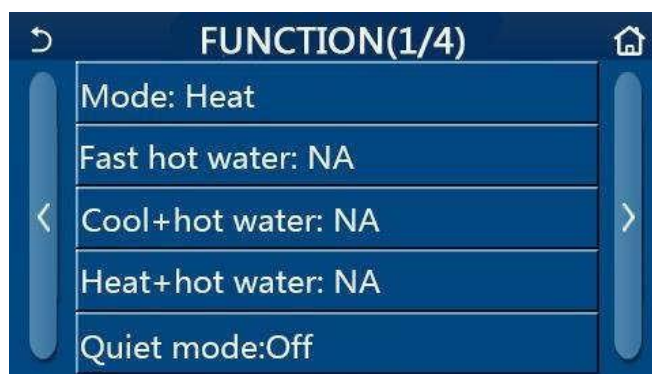 FUNCTION(1/4)
Mode: Heat
Fast hot water: NA
Cool+hot water: NA
Heat+hot water: NA
Quiet mode:Off